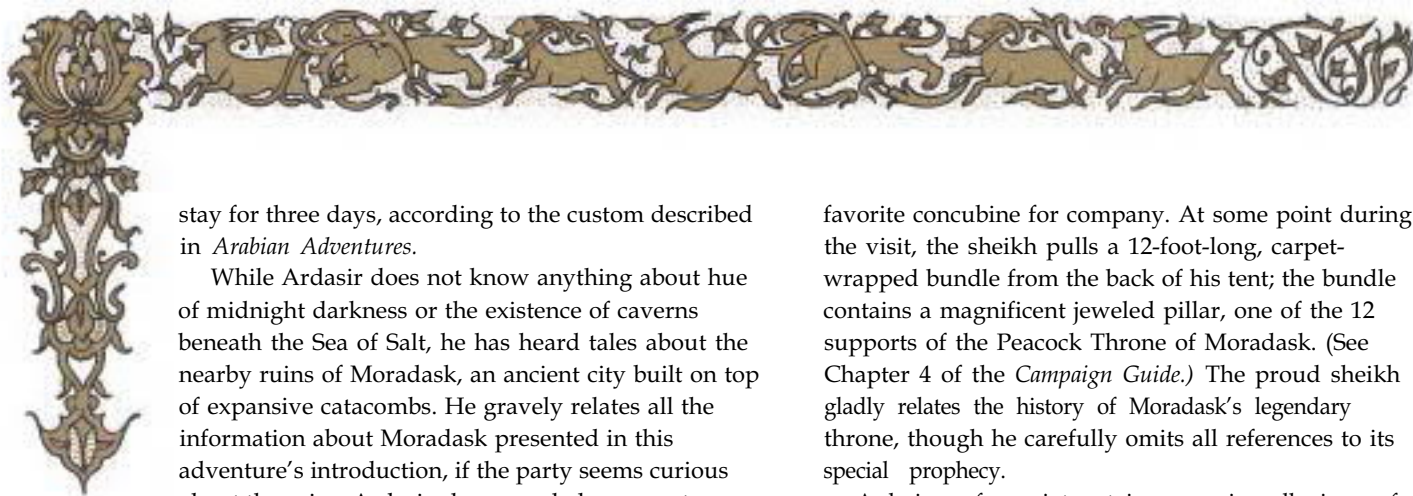 stay for three days, according to the custom described
in Arabian Adventures.
While Ardasir does not know anything about hue
of midnight darkness or the existence of caverns
beneath the Sea of Salt, he has heard tales about the
nearby ruins of Moradask, an ancient city built on top
of expansive catacombs. He gravely relates all the
information about Moradask presented in this
adventure's introduction, if the party seems curious
favorite concubine for company. At some point during
the visit, the sheikh pulls a 12-foot-long, carpet-
wrapped bundle from the back of his tent; the bundle
contains a magnificent jeweled pillar, one of the 12
supports of the Peacock Throne of Moradask. (See
Chapter 4 of the Campaign Guide.) The proud sheikh
gladly relates the history of Moradask's legendary
throne, though he carefully omits all references to its
special prophecy.